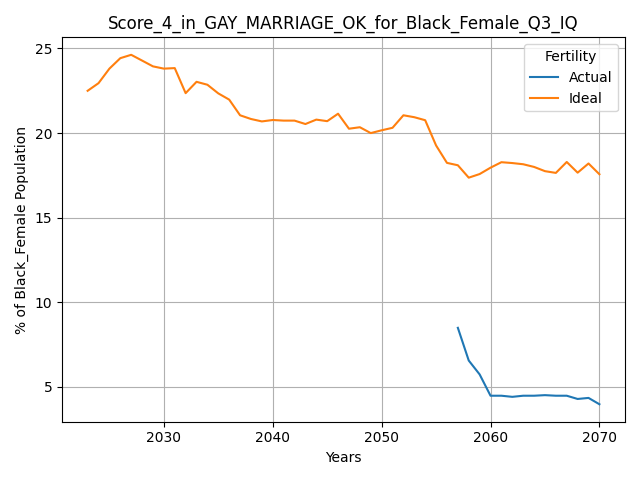 Score_4_in_GAY_MARRIAGE_OK_for_Black_Female_Q3_IQ
Fertility
Actual
Ideal
% of Black_Female Population
25
20
15
10
5
2030 2040 2050 2060 2070
Years